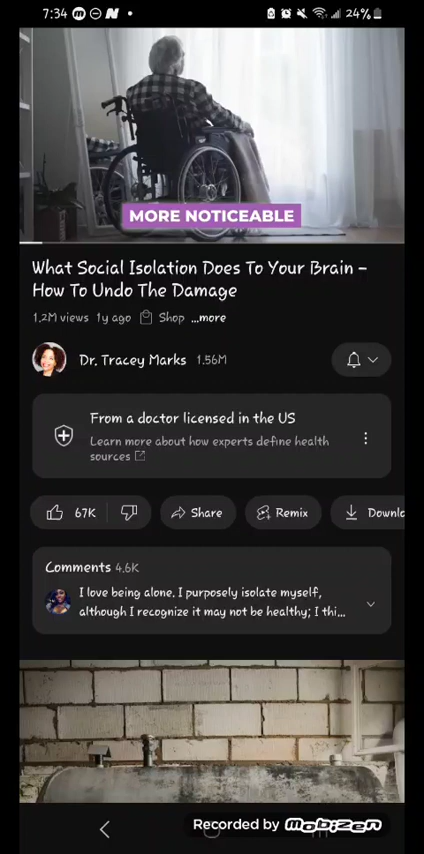 7:34 24%
MORE NOTICEABLE
What Social Isolation Does To Your Brain –
How To Undo The Damage
1.2M views 1y ago Shop ...more
Dr. Tracey Marks 1.56M
From a doctor licensed in the US
Learn more about how experts define health
sources
67K Share Remix Downlo
Comments 4.6K
I love being alone. I purposely isolate myself,
although I recognize it may not be healthy; I thi...
Recorded by mobizen